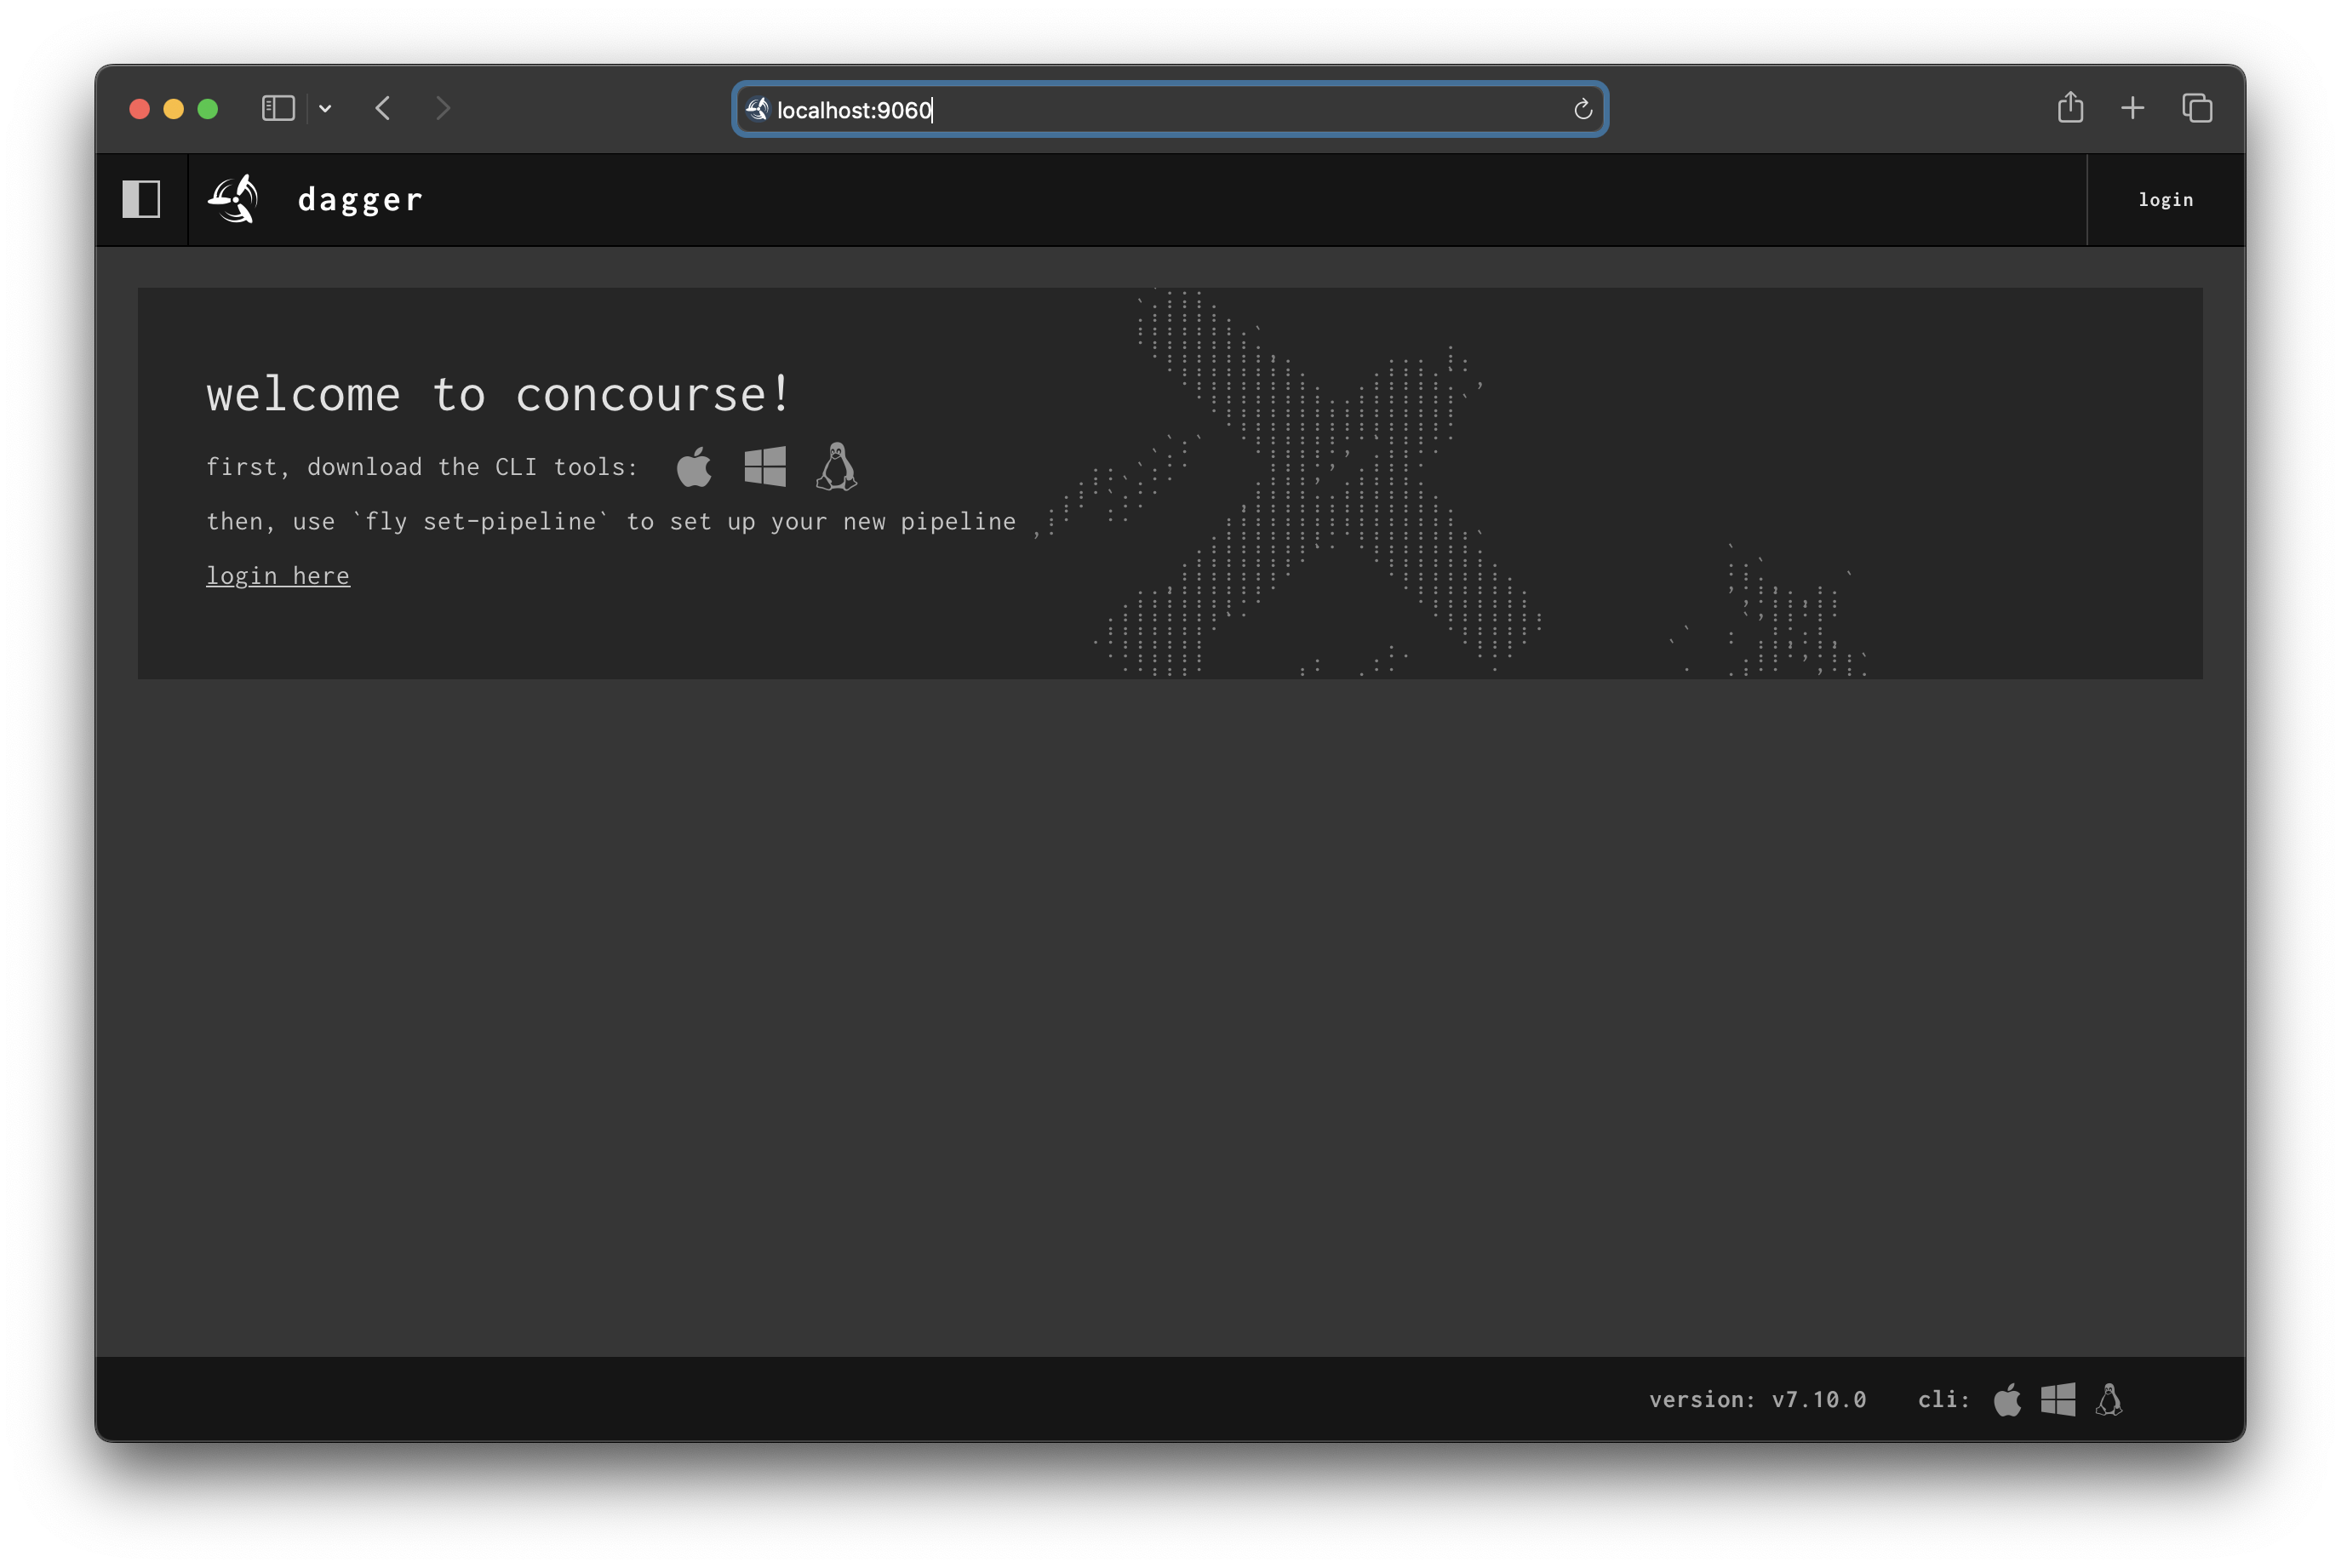 localhost:9060
dagger
login
welcome to concourse!
first, download the CLI tools:
then, use `fly set-pipeline` to set up your new pipeline
login here
version: v7.10.0 cli: